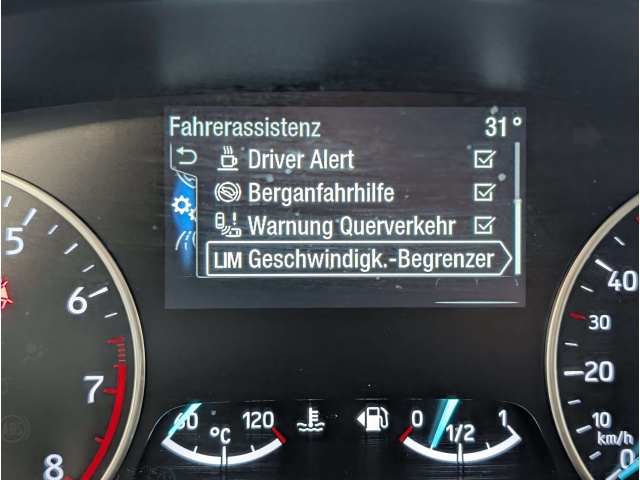 Fahrerassistenz 31°
Driver Alert
Berganfahrhilfe
Warnung Querverkehr
LIM Geschwindigk.-Begrenzer
5
6
7
8
40
30
20
10
km/h
0
60 120
°C
0 1/2 1
ABS